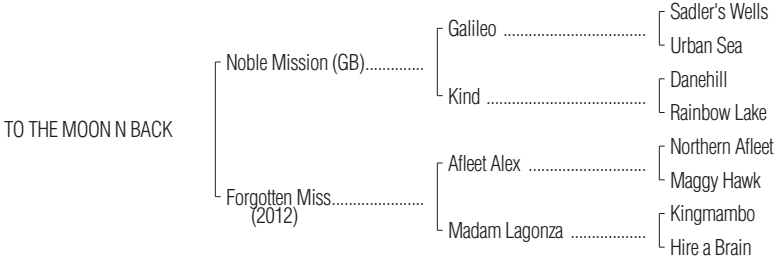 Sadler's Wells
Galileo ................................
Urban Sea
Noble Mission (GB)..............
Danehill
Kind ....................................
Rainbow Lake
TO THE MOON N BACK
Northern Afleet
Afleet Alex ...........................
Maggy Hawk
Forgotten Miss......................
(2012)
Kingmambo
Madam Lagonza .................
Hire a Brain